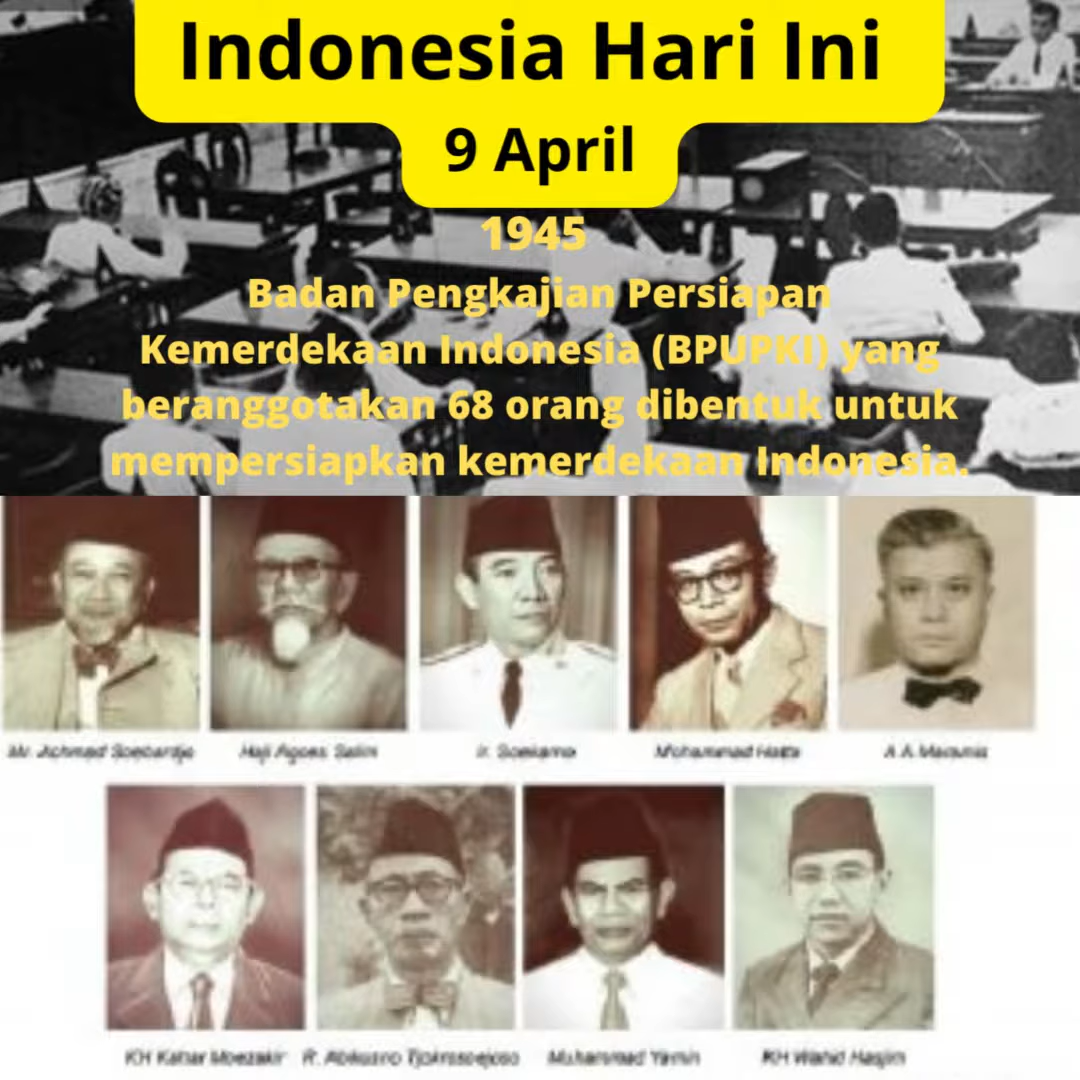 Indonesia Hari Ini
9 April
1945
Badan Pengkajian Persiapan
Kemerdekaan Indonesia (BPUPKI) yang
beranggotakan 68 orang dibentuk untuk
mempersiapkan kemerdekaan Indonesia.
Mr. Achmad Soebardjo
Haji Agoes Salim
Ir. Soekarno
Mohammad Hatta
A A Maramis
KH Kahar Moezakir
R. Abikusno Tjokrosoejoso
Muhammad Yamin
KH Wahid Hasjim